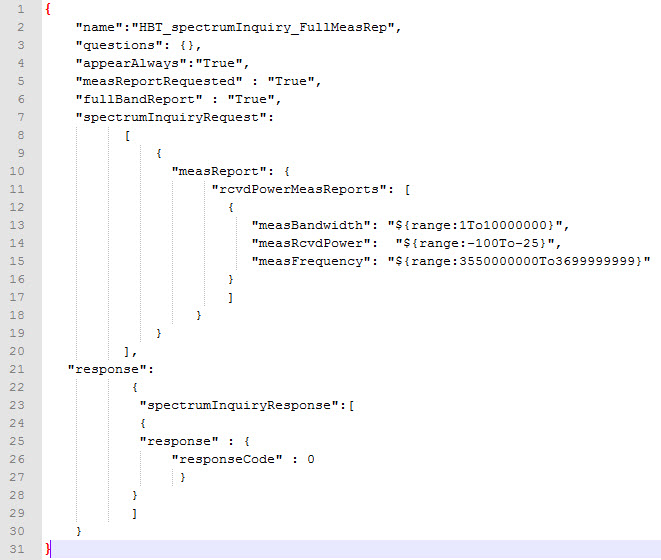 1 {
2 "name":"HBT_spectrumInquiry_FullMeasRep",
3 "questions": {},
4 "appearAlways":"True",
5 "measReportRequested" : "True",
6 "fullBandReport" : "True",
7 "spectrumInquiryRequest":
8 [
9 {
10 "measReport": {
11 "rcvdPowerMeasReports": [
12 {
13 "measBandwidth": "${range:1To10000000}",
14 "measRcvdPower":  "${range:-100To-25}",
15 "measFrequency": "${range:3550000000To3699999999}"
16 }
17 ]
18 }
19 }
20 ],
21 "response":
22 {
23 "spectrumInquiryResponse":[
24 {
25 "response" : {
26 "responseCode" : 0
27 }
28 }
29 ]
30 }
31 }